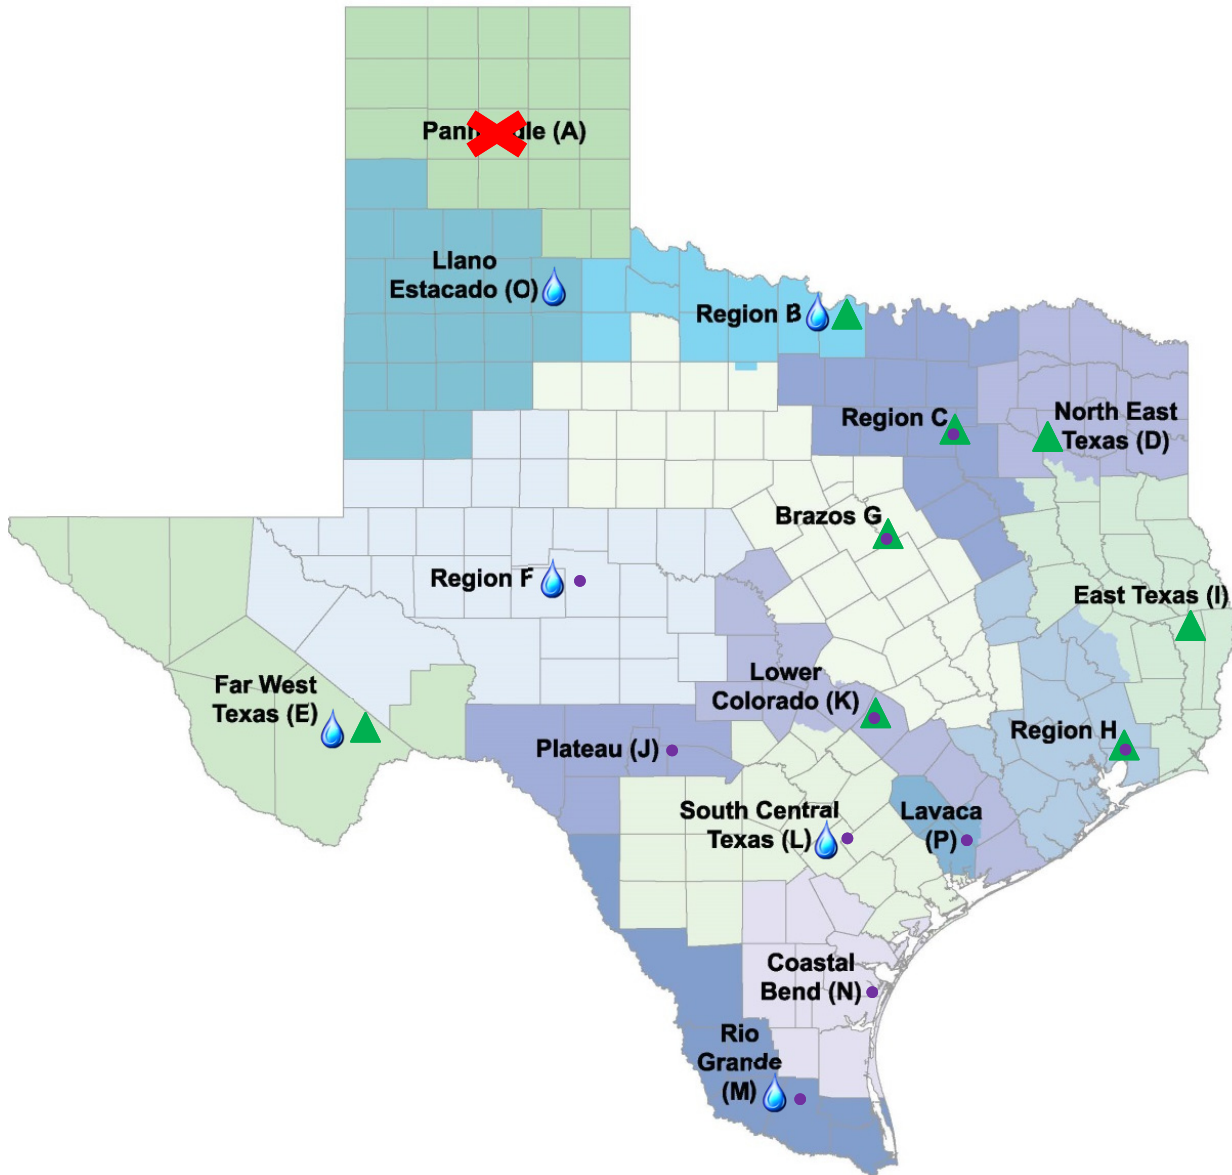 Panhandle (A)
Llano
Estacado (O)
Region B
Region C
North East
Texas (D)
Brazos G
Region F
East Texas (I)
Far West
Texas (E)
Lower
Colorado (K)
Region H
Plateau (J)
South Central
Texas (L)
Lavaca
(P)
Coastal
Bend (N)
Rio
Grande
(M)